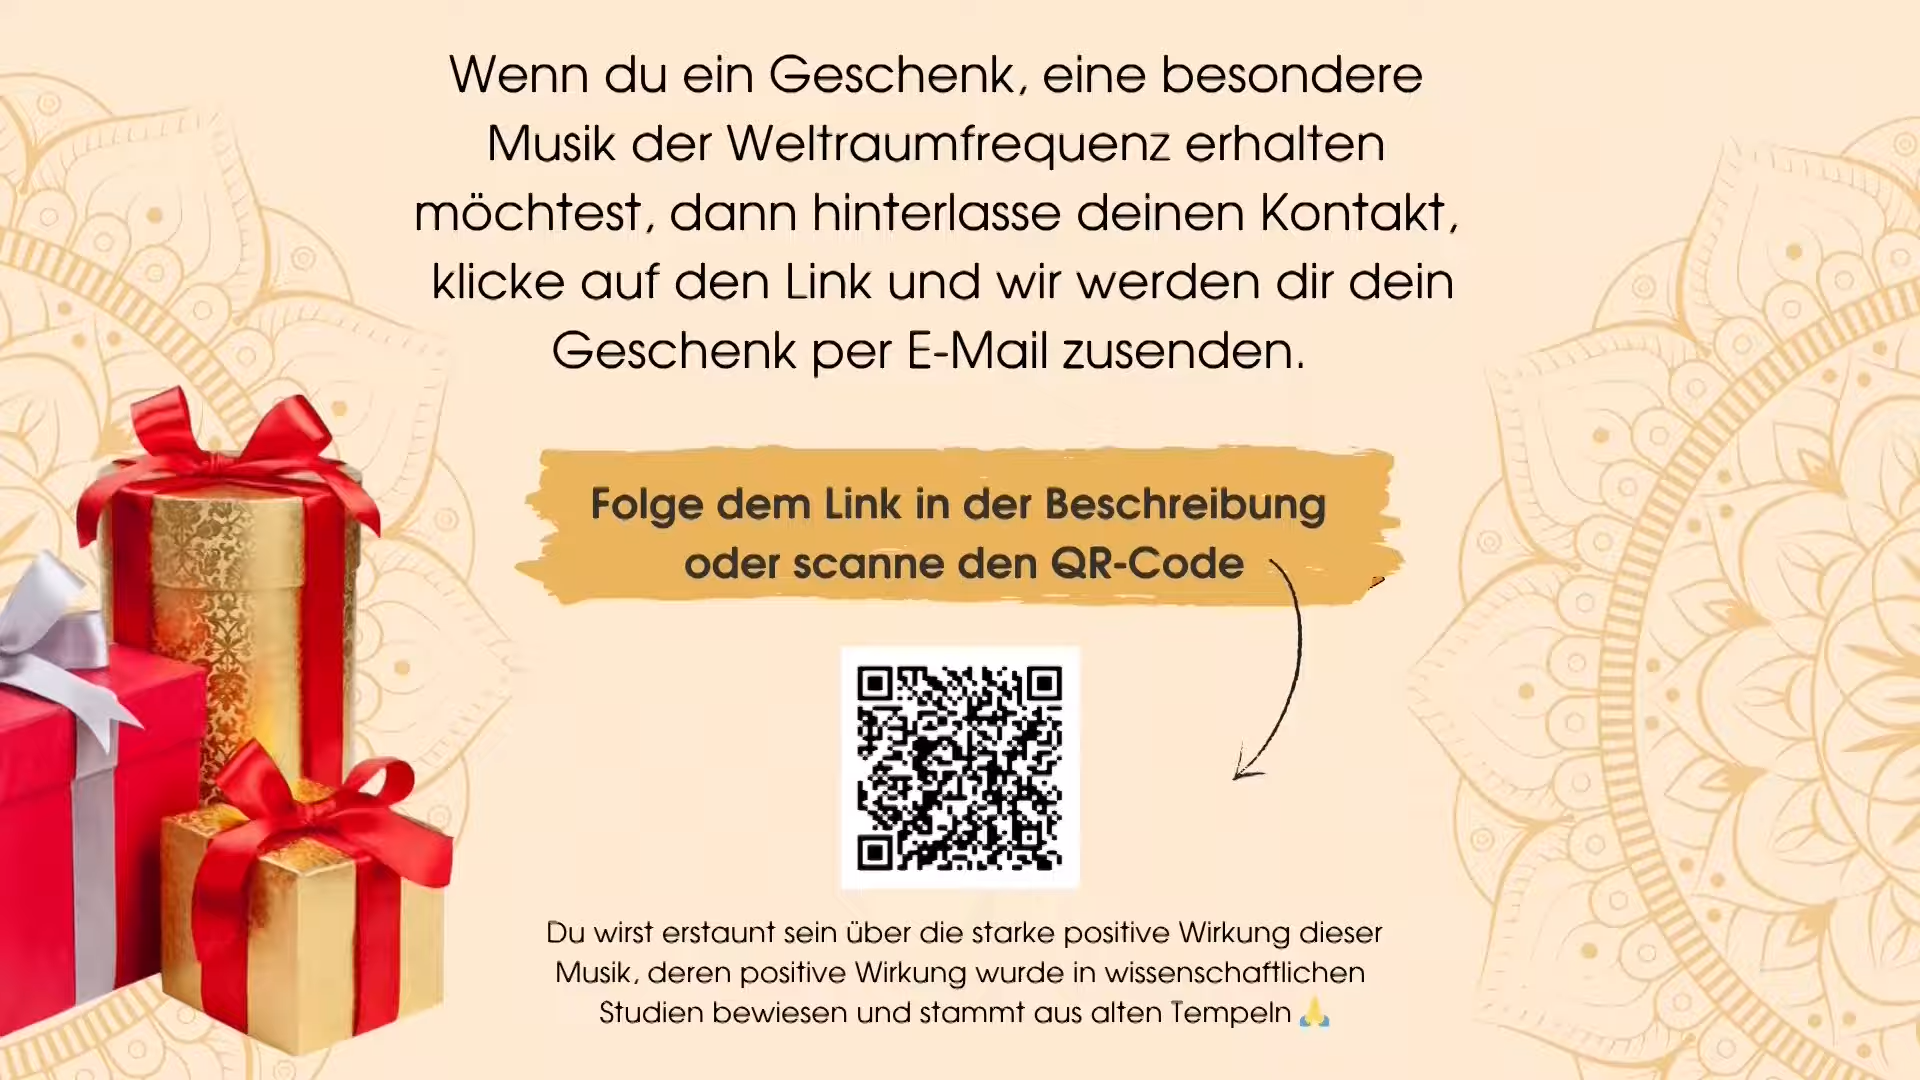 Wenn du ein Geschenk, eine besondere
Musik der Weltraumfrequenz erhalten
möchtest, dann hinterlasse deinen Kontakt,
klicke auf den Link und wir werden dir dein
Geschenk per E-Mail zusenden.
Folge dem Link in der Beschreibung
oder scanne den QR-Code
Du wirst erstaunt sein über die starke positive Wirkung dieser
Musik, deren positive Wirkung wurde in wissenschaftlichen
Studien bewiesen und stammt aus alten Tempeln 🙏